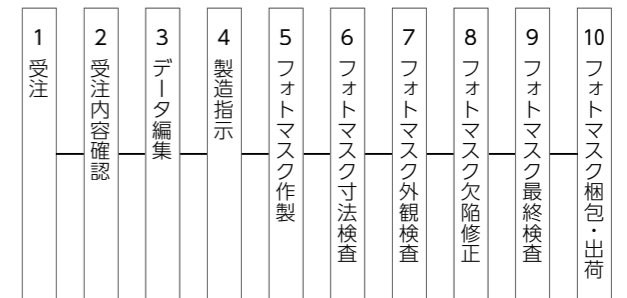 1
受注
2
受注内容確認
3
データ編集
4
製造指示
5
フォトマスク作製
6
フォトマスク寸法検査
7
フォトマスク外観検査
8
フォトマスク欠陥修正
9
フォトマスク最終検査
10
フォトマスク梱包・出荷